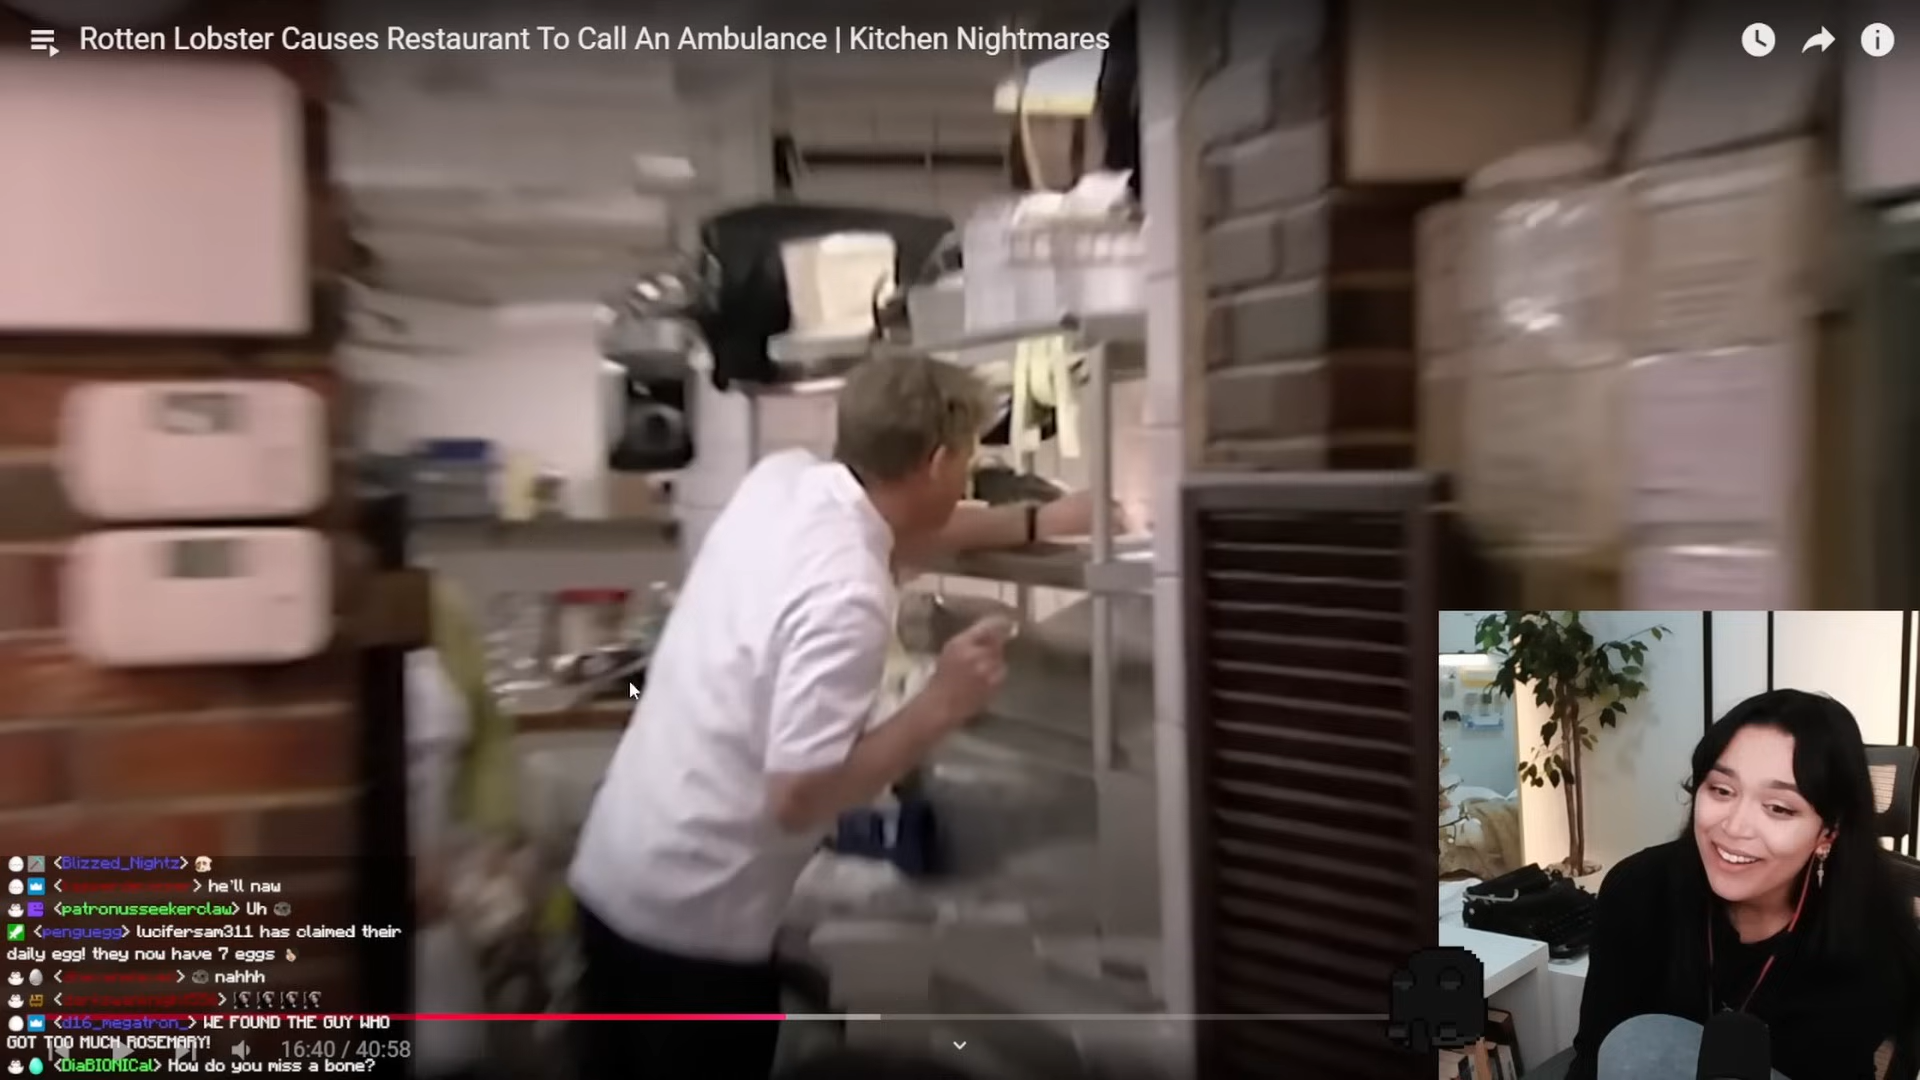 Rotten Lobster Causes Restaurant To Call An Ambulance | Kitchen Nightmares
<Blizzed_Nightz>
he'll naw
<patronusseekerclaw> Uh
<penguegg> lucifersam311 has claimed their
daily egg! they now have 7 eggs
nahhh
<d16_megatron_> WE FOUND THE GUY WHO
GOT TOO MUCH ROSEMARY!
16:40 / 40:58
<DiaBIONICal> How do you miss a bone?